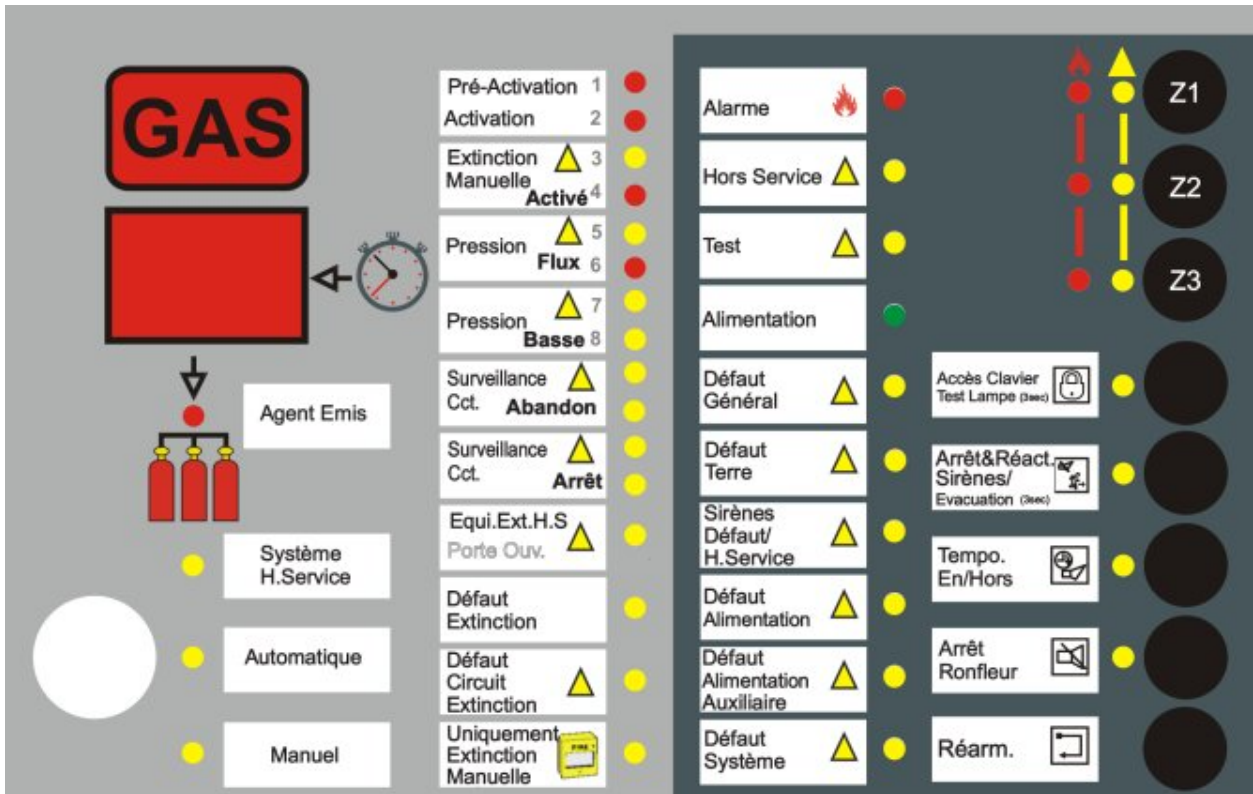 GAS
Agent Emis
Système
H.Service
Automatique
Manuel
Pré-Activation 1
Activation 2
Extinction 3
Manuelle
Activé 4
Pression 5
Flux 6
Pression 7
Basse 8
Surveillance
Cct. Abandon
Surveillance
Cct.
Arrêt
Equi.Ext.H.S
Porte Ouv.
Défaut
Extinction
Défaut
Circuit
Extinction
Uniquement
Extinction
Manuelle
FIRE
Alarme
Hors Service
Test
Alimentation
Défaut
Général
Défaut
Terre
Sirènes
Défaut/
H.Service
Défaut
Alimentation
Défaut
Alimentation
Auxiliaire
Défaut
Système
Z1
Z2
Z3
Accès Clavier
Test Lampe (3sec)
Arrêt&Réact.
Sirènes/
Evacuation (3sec)
Tempo.
En/Hors
Arrêt
Ronfleur
Réarm.